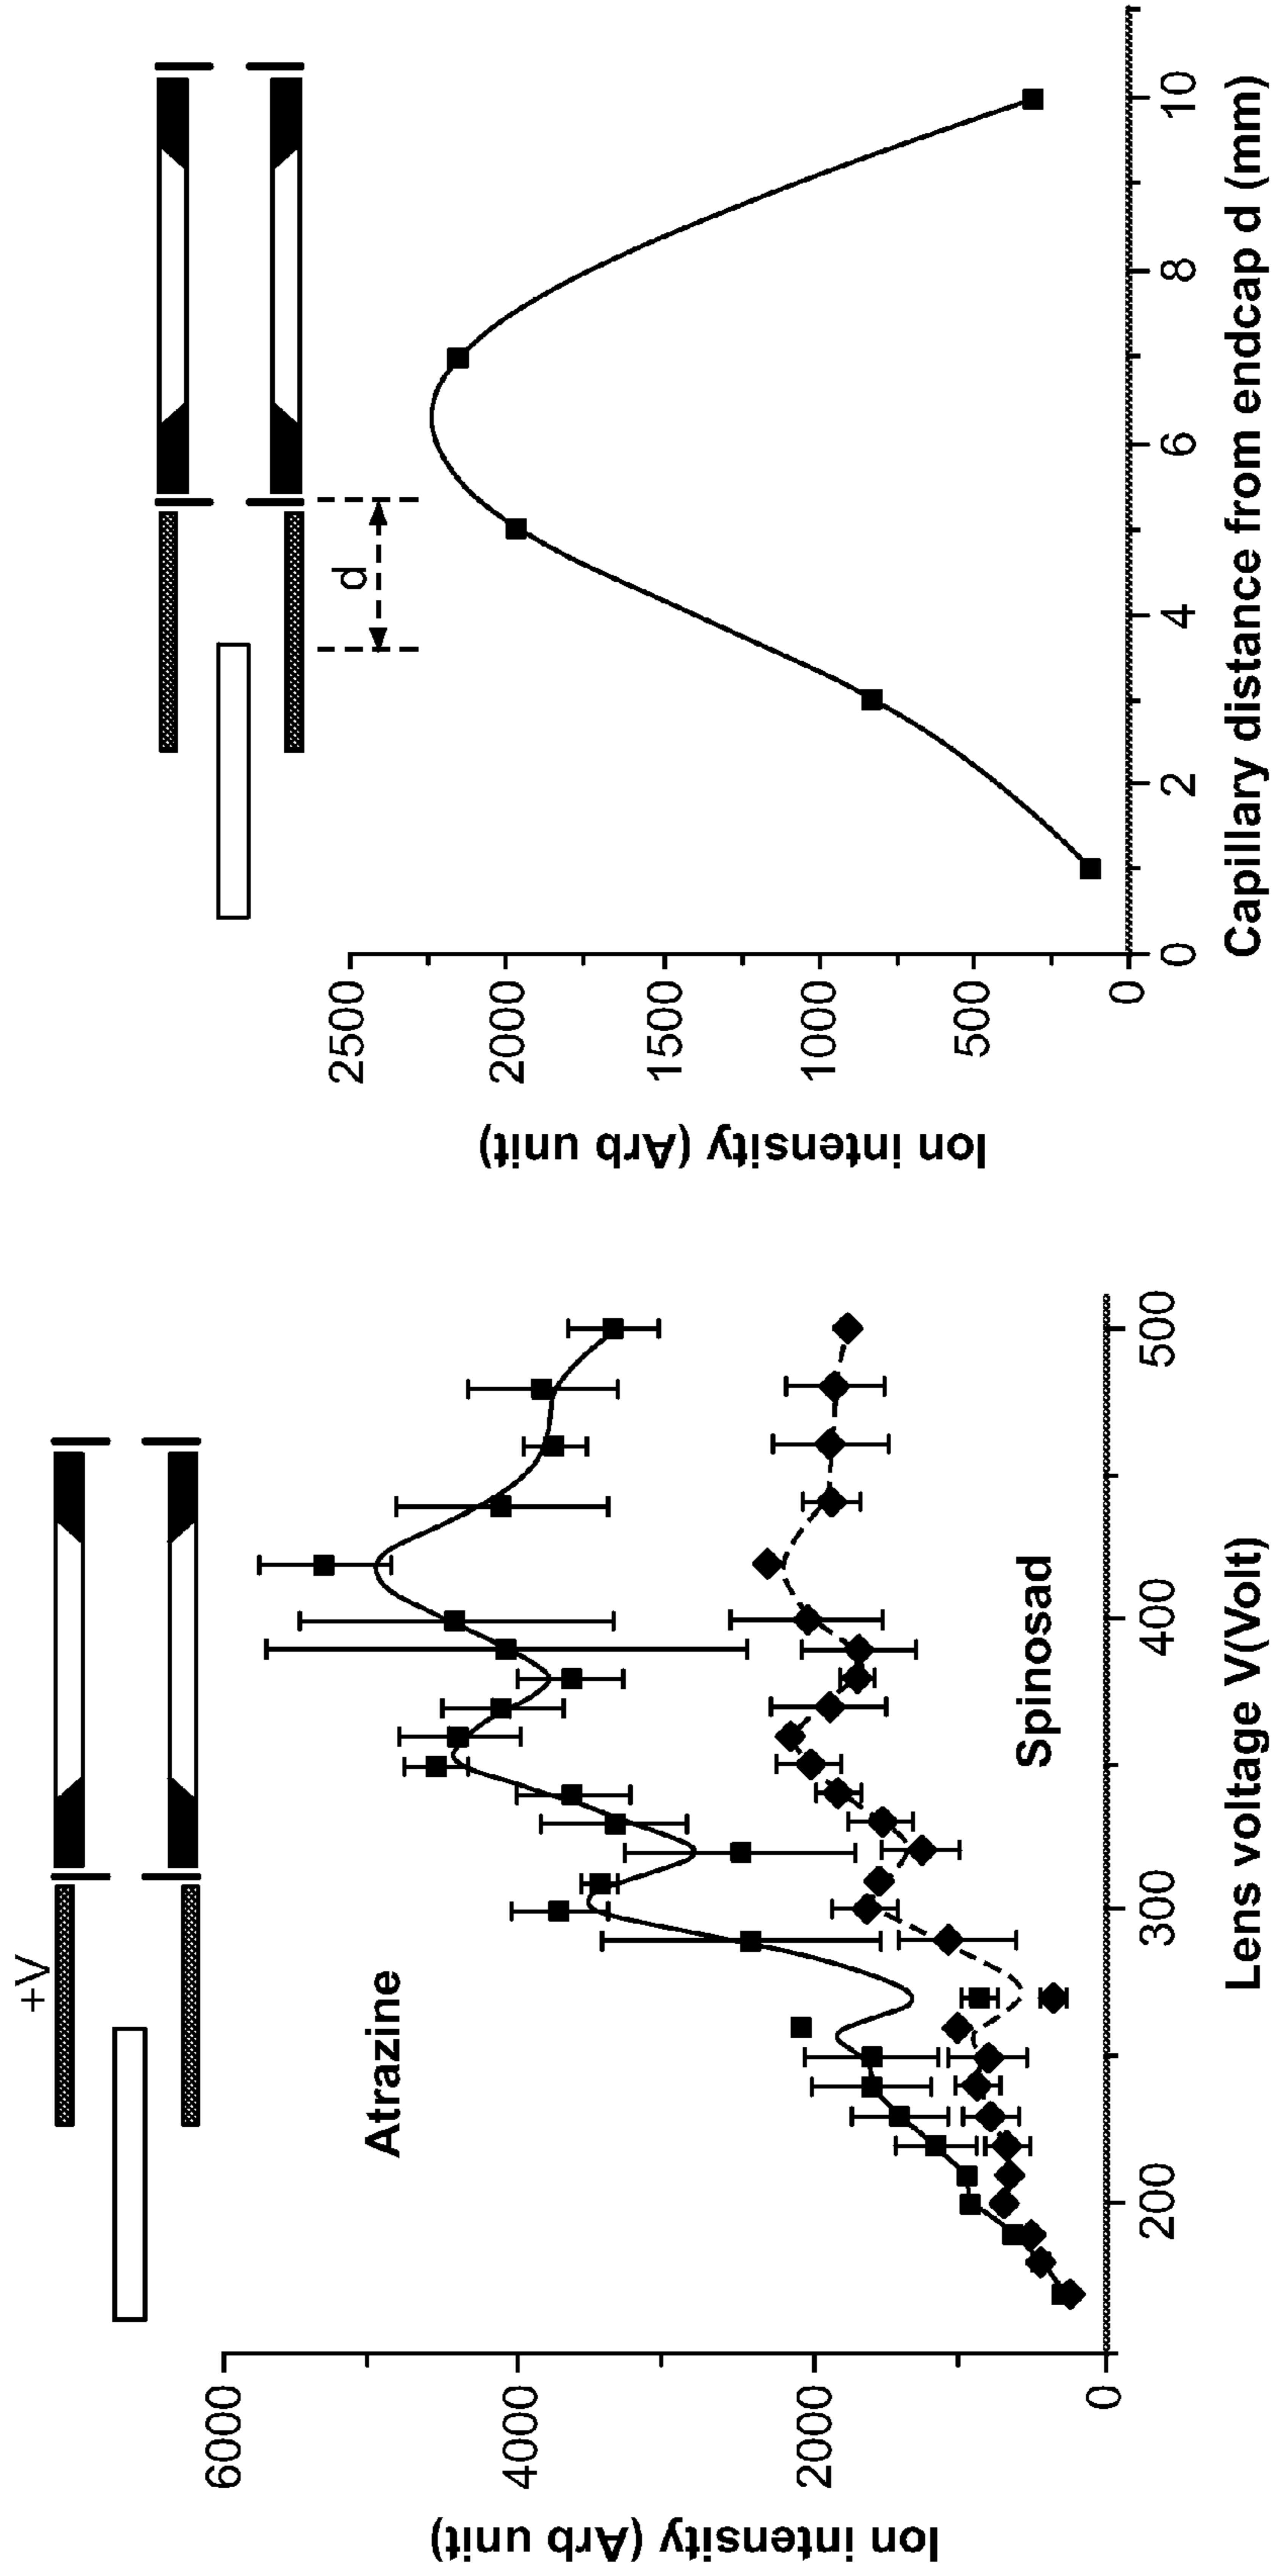 +V
Atrazine
Spinosad
6000
4000
2000
0
200
300
400
500
Ion intensity (Arb unit)
Lens voltage V(Volt)
d
2500
2000
1500
1000
500
0
0
2
4
6
8
10
Ion intensity (Arb unit)
Capillary distance from endcap d (mm)